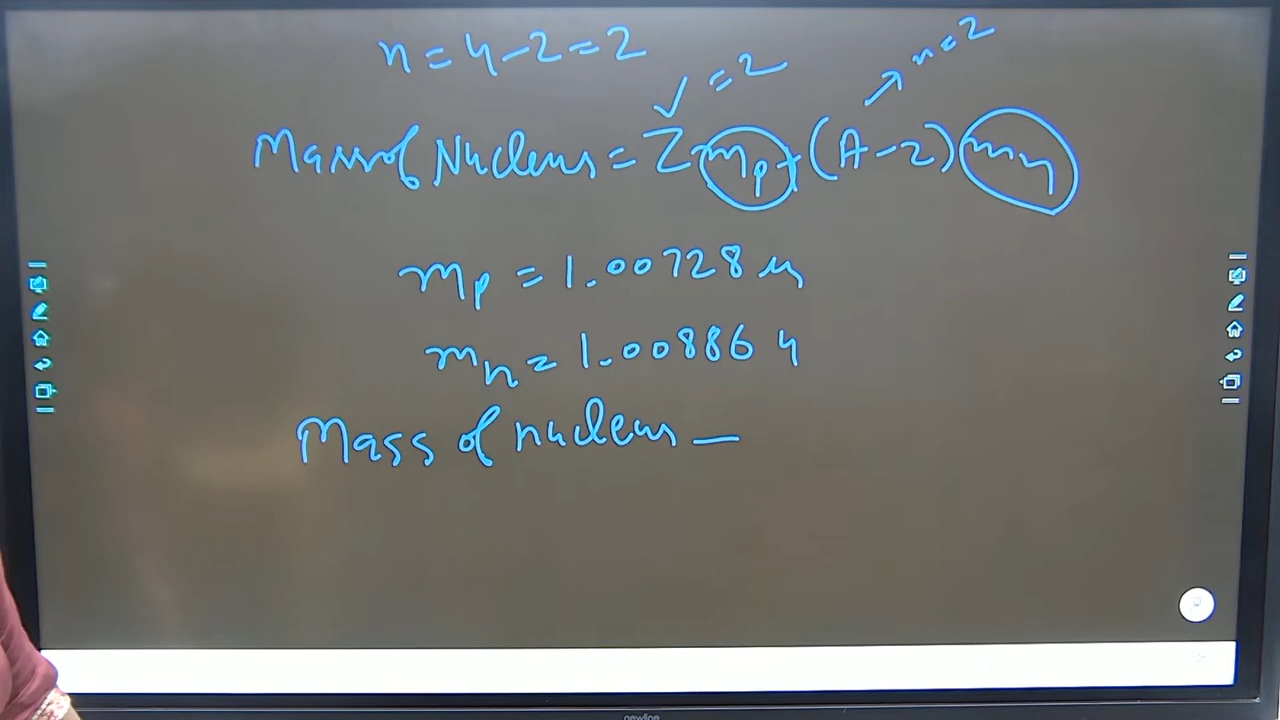 n = 4 - 2 = 2
✓ = 2
n = 2
Mass of Nucleus = Z mp + (A - z) mn
mp = 1.00728 u
mn = 1.00886 u
Mass of nucleus —
newline